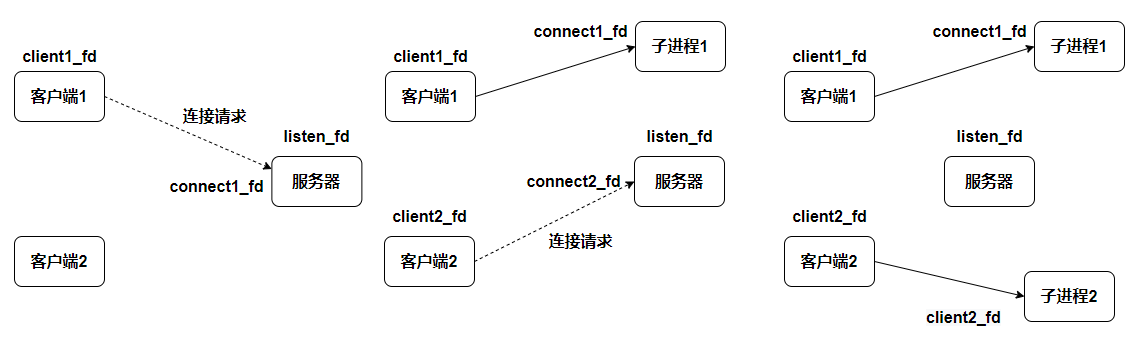 client1_fd
客户端1
连接请求
listen_fd
connect1_fd
服务器
客户端2
connect1_fd
子进程1
client1_fd
客户端1
listen_fd
connect2_fd
服务器
client2_fd
客户端2
连接请求
connect1_fd
子进程1
client1_fd
客户端1
listen_fd
服务器
client2_fd
客户端2
子进程2
client2_fd